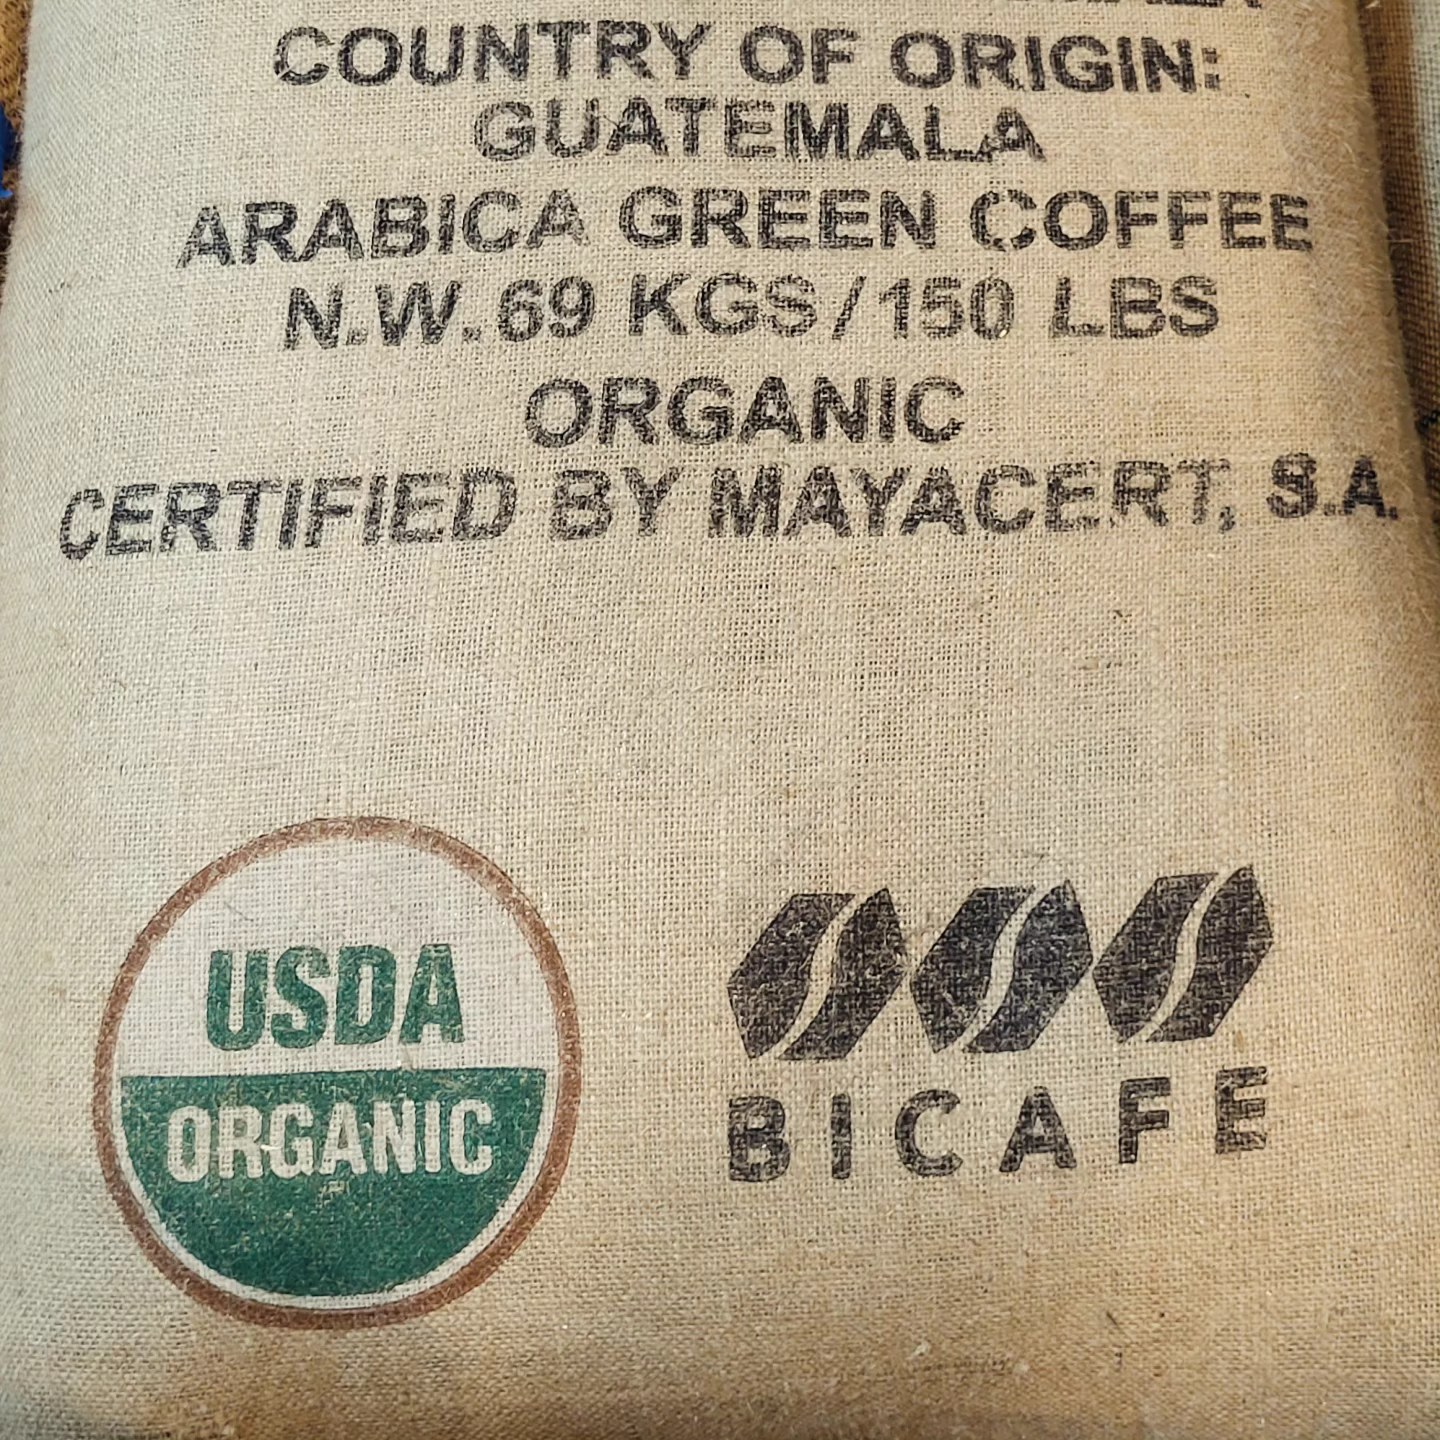 COUNTRY OF ORIGIN:
GUATEMALA
ARABICA GREEN COFFEE
N.W. 69 KGS/150 LBS
ORGANIC
CERTIFIED BY MAYACERT, S.A.
USDA
ORGANIC
BICAFE